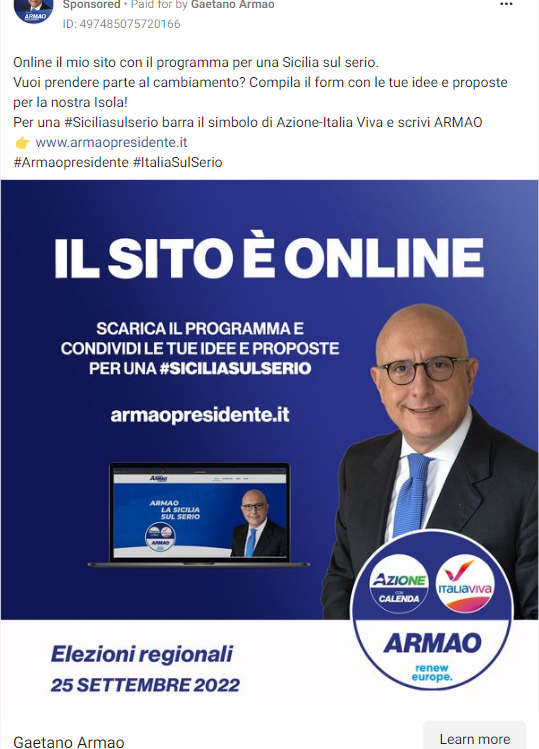 Sponsored • Paid for by Gaetano Armao
ID: 497485075720166
Online il mio sito con il programma per una Sicilia sul serio.
Vuoi prendere parte al cambiamento? Compila il form con le tue idee e proposte
per la nostra Isola!
Per una #Siciliasulserio barra il simbolo di Azione-Italia Viva e scrivi ARMAO
👉 www.armaopresidente.it
#Armaopresidente #ItaliaSulSerio
IL SITO È ONLINE
SCARICA IL PROGRAMMA E
CONDIVIDI LE TUE IDEE E PROPOSTE
PER UNA #SICILIASULSERIO
armaopresidente.it
ARMAO
ARMAO
LA SICILIA
SUL SERIO
ARMAO
AZIONE
CON
CALENDA
ITALIAVIVA
ARMAO
renew
europe.
Elezioni regionali
25 SETTEMBRE 2022
Gaetano Armao
Learn more